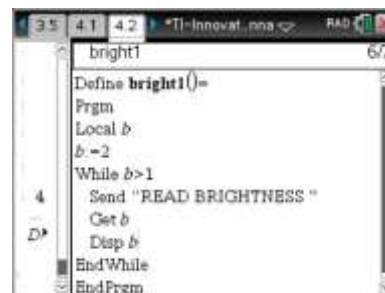 3.5 4.1 4.2 *TI-Innovat...nna RAD
bright1 6/
Define bright1()=
Prgm
Local b
b:=2
While b>1
Send "READ BRIGHTNESS "
4
Get b
Disp b
EndWhile
EndPrgm